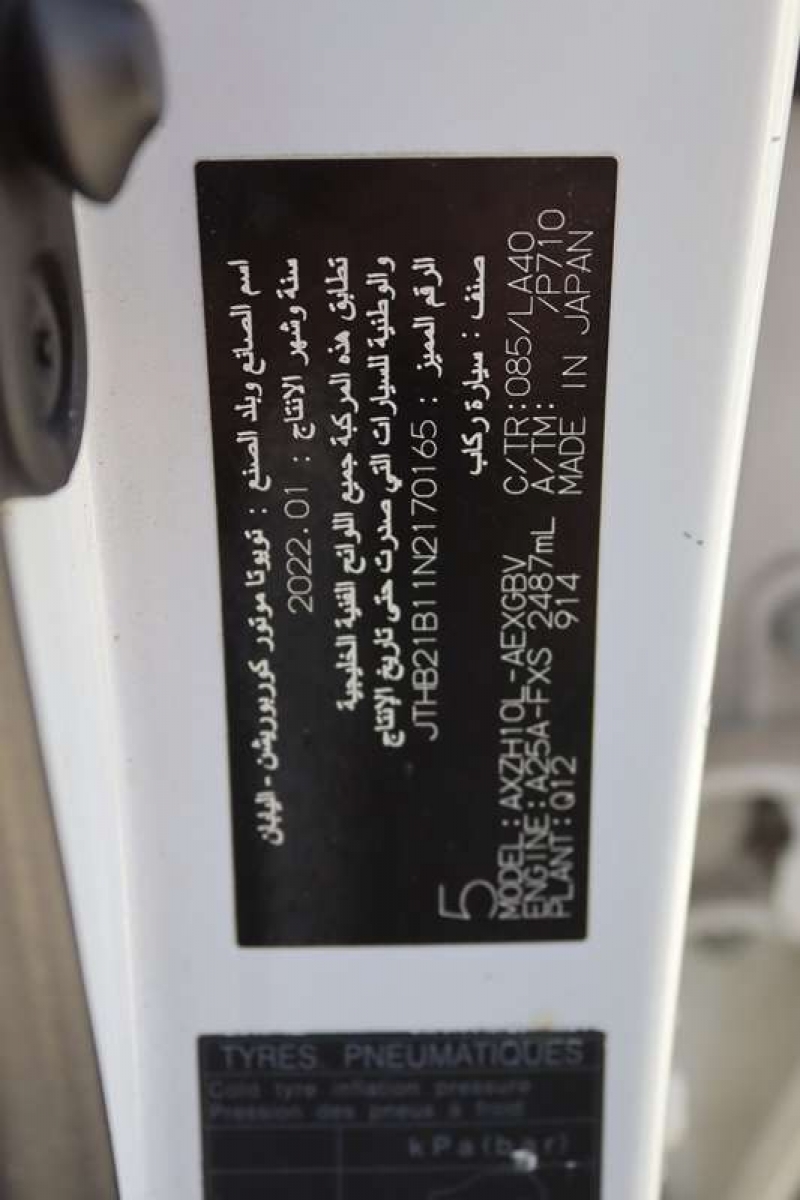 اسم الصانع وبلد الصنع : تويوتا موتور كوربوريشن - اليابان
سنة وشهر الانتاج : 2022.01
تطابق هذه المركبة جميع اللوائح الفنية الخليجية
والوطنية للسيارات التي صدرت حتى تاريخ الإنتاج
الرقم المميز : JTHB21B11N2170165
صنف : سيارة ركاب
5
MODEL:AXZH10L-AEXGBV C/TR:085/LA40
ENGINE:A25A-FXS 2487mL A/TM: /P710
PLANT:Q12 914 MADE IN JAPAN
TYRES PNEUMATIQUES
Cold tyre inflation pressure
Pression des pneus à froid
kPa(bar)